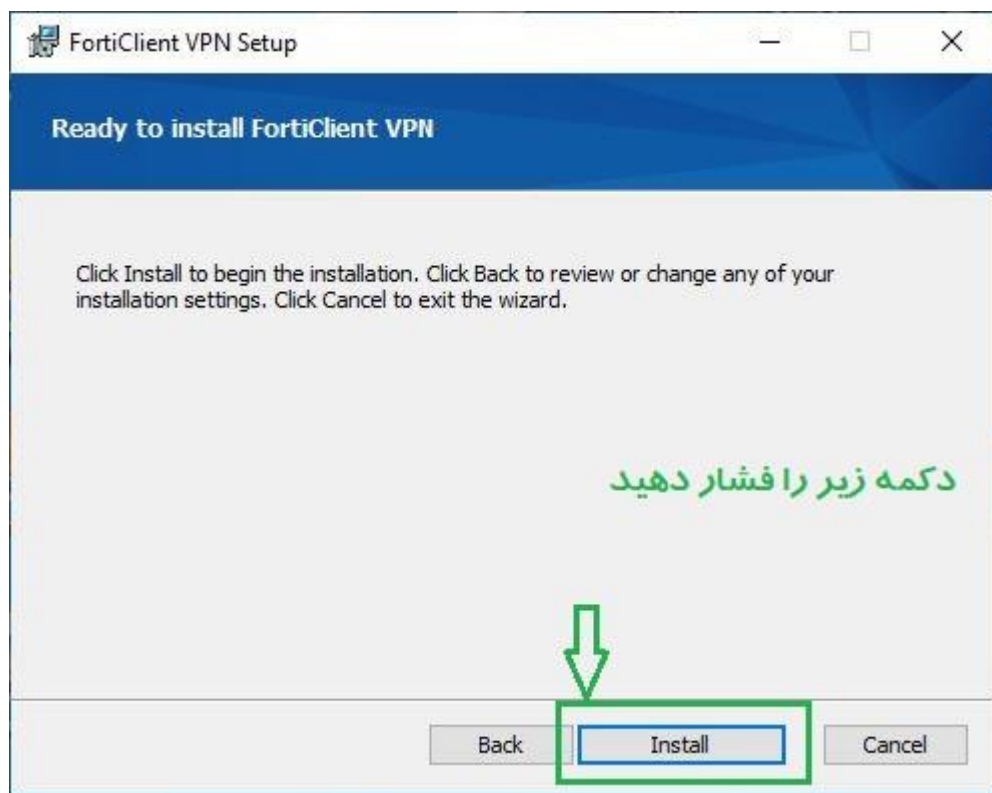 FortiClient VPN Setup
Ready to install FortiClient VPN
Click Install to begin the installation. Click Back to review or change any of your
installation settings. Click Cancel to exit the wizard.
دکمه زیر را فشار دهید
Back
Install
Cancel